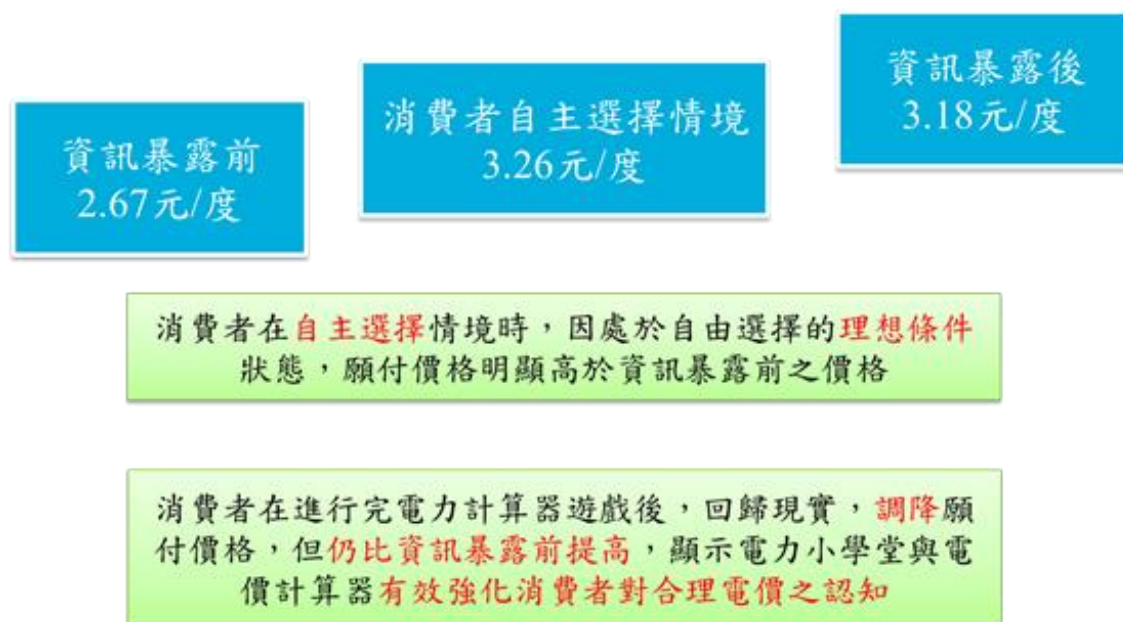 資訊暴露前
2.67元/度
消費者自主選擇情境
3.26元/度
資訊暴露後
3.18元/度
消費者在自主選擇情境時，因處於自由選擇的理想條件
狀態，願付價格明顯高於資訊暴露前之價格
消費者在進行完電力計算器遊戲後，回歸現實，調降願
付價格，但仍比資訊暴露前提高，顯示電力小學堂與電
價計算器有效強化消費者對合理電價之認知